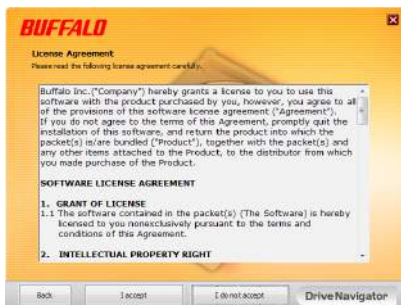 BUFFALO
License Agreement
Please read the following license agreement carefully.
Buffalo Inc.("Company") hereby grants a license to you to use this
software with the product purchased by you, however, you agree to all
of the provisions of this software license agreement ("Agreement").
If you do not agree to the terms of this Agreement, promptly quit the
installation of this software, and return the product into which the
packet(s) is/are bundled ("Product"), together with the packet(s) and
any other items attached to the Product, to the distributor from which
you made purchase of the Product.
SOFTWARE LICENSE AGREEMENT
1. GRANT OF LICENSE
1.1 The software contained in the packet(s) (The Software) is hereby
licensed to you nonexclusively pursuant to the terms and
conditions of this Agreement.
2. INTELLECTUAL PROPERTY RIGHT
Back
I accept
I do not accept
DriveNavigator